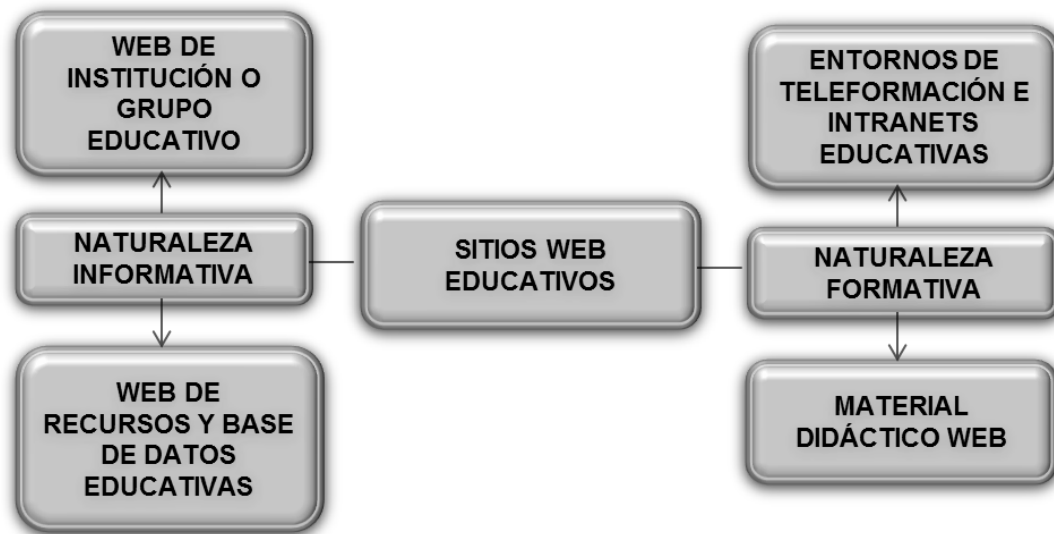 WEB DE
INSTITUCIÓN O
GRUPO
EDUCATIVO
NATURALEZA
INFORMATIVA
WEB DE
RECURSOS Y BASE
DE DATOS
EDUCATIVAS
SITIOS WEB
EDUCATIVOS
ENTORNOS DE
TELEFORMACIÓN E
INTRANETS
EDUCATIVAS
NATURALEZA
FORMATIVA
MATERIAL
DIDÁCTICO WEB